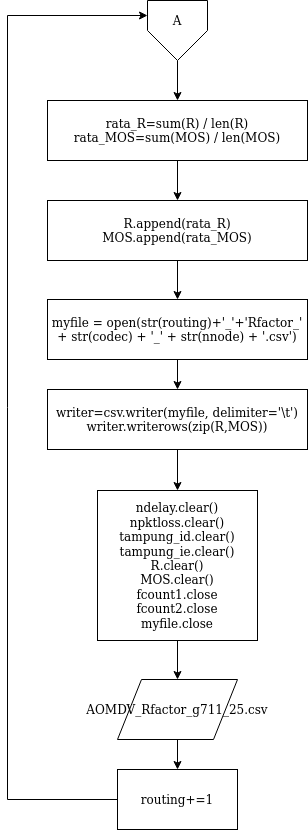 A
rata_R=sum(R) / len(R)
rata_MOS=sum(MOS) / len(MOS)
R.append(rata_R)
MOS.append(rata_MOS)
myfile = open(str(routing)+'_'+'Rfactor_'
+ str(codec) + '_' + str(nnode) + '.csv')
writer=csv.writer(myfile, delimiter='\t')
writer.writerows(zip(R,MOS))
ndelay.clear()
npktloss.clear()
tampung_id.clear()
tampung_ie.clear()
R.clear()
MOS.clear()
fcount1.close
fcount2.close
myfile.close
AOMDV_Rfactor_g711_25.csv
routing+=1